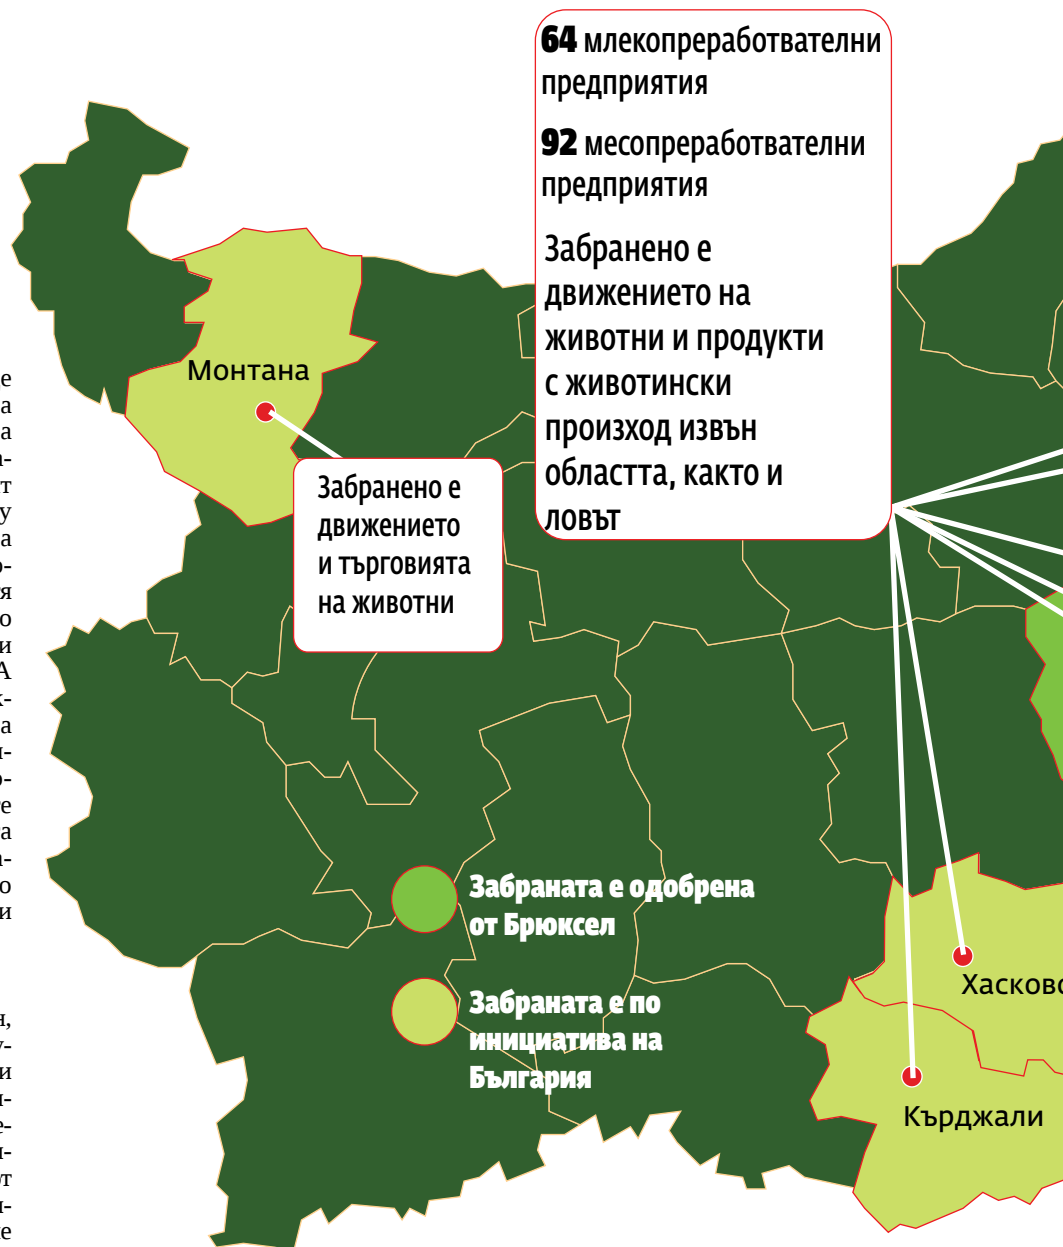 64 млекопреработвателни
предприятия
92 месопреработвателни
предприятия
Забранено е
движението на
животни и продукти
с животински
произход извън
областта, както и
ловът
Монтана
Забранено е
движението
и търговията
на животни
Забраната е одобрена
от Брюксел
Забраната е по
инициатива на
България
Хасково
Кърджали